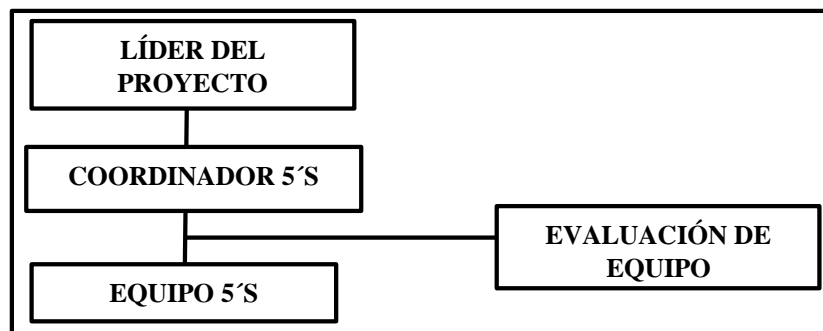 LÍDER DEL
PROYECTO
COORDINADOR 5´S
EVALUACIÓN DE
EQUIPO
EQUIPO 5´S